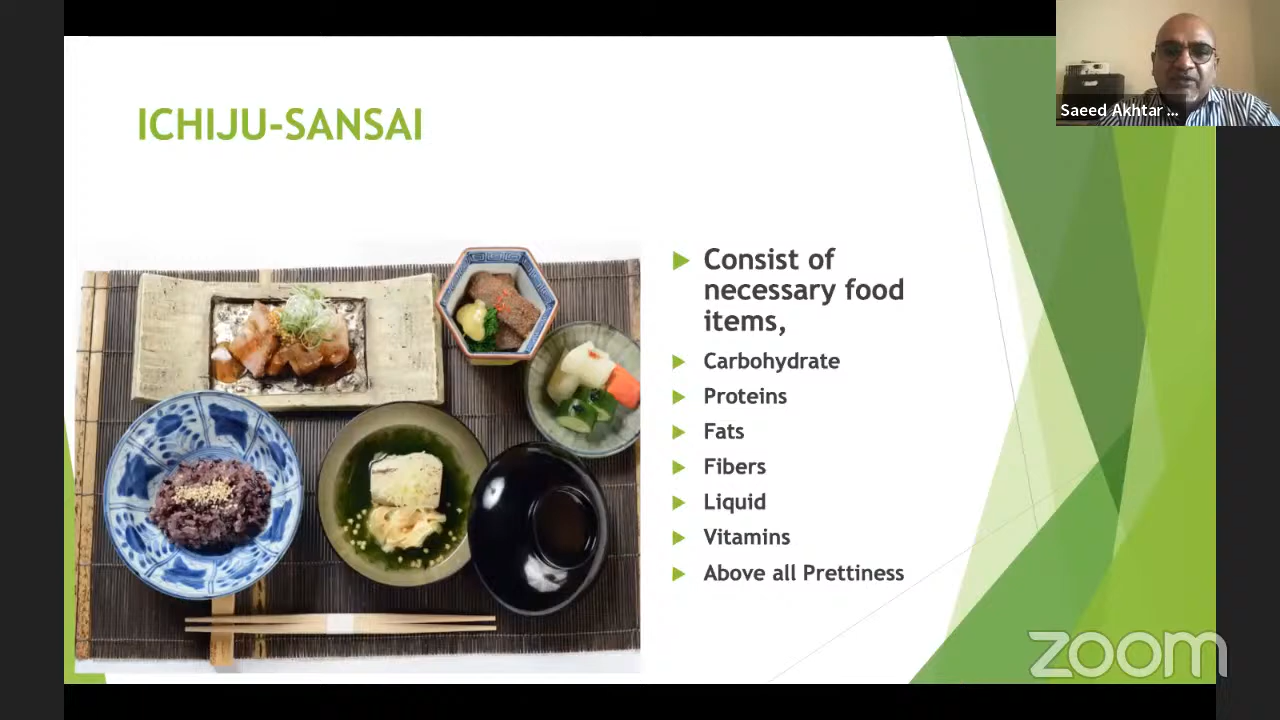 ICHIJU-SANSAI
Saeed Akhtar ...
Consist of
necessary food
items,
Carbohydrate
Proteins
Fats
Fibers
Liquid
Vitamins
Above all Prettiness
zoom